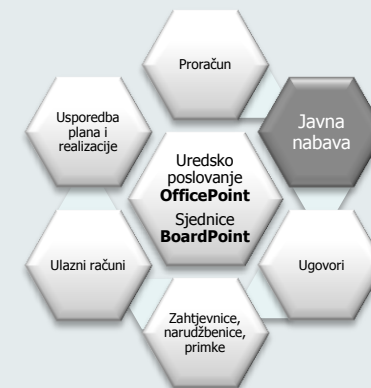 Proračun
Javna
nabava
Ugovori
Zahtjevnice,
narudžbenice,
primke
Ulazni računi
Usporedba
plana i
realizacije
Uredsko
poslovanje
OfficePoint
Sjednice
BoardPoint